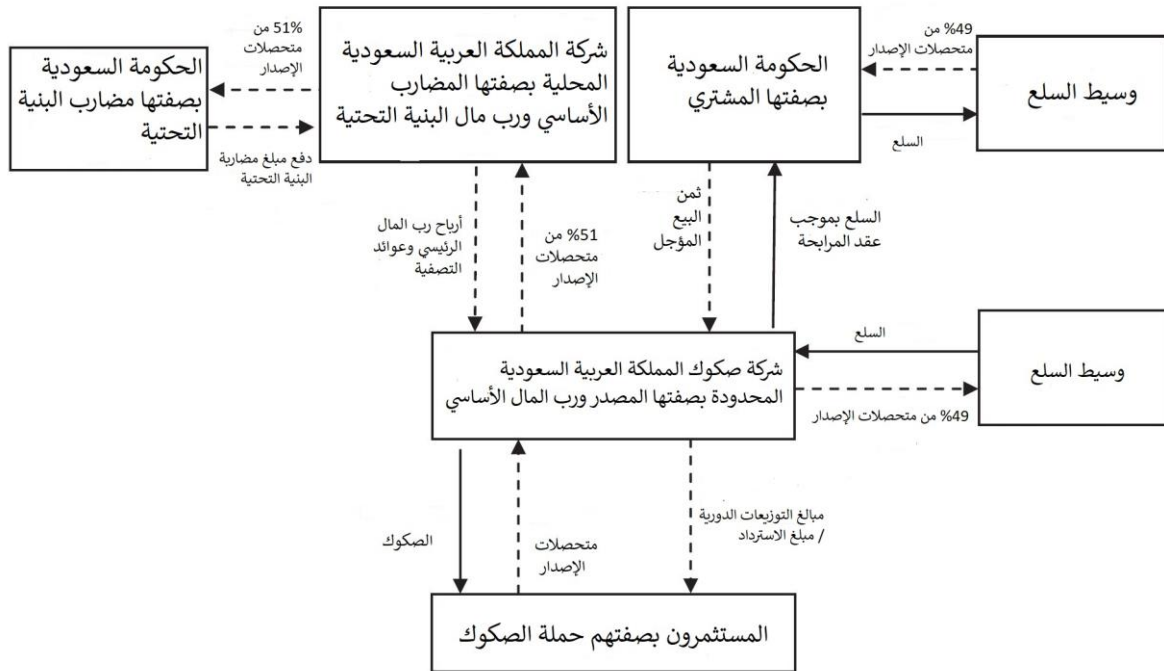 51% من
متحصلات
الإصدار
الحكومة السعودية
بصفتها مضارب البنية
التحتية
دفع مبلغ مضاربة
البنية التحتية
شركة المملكة العربية السعودية
المحلية بصفتها المضارب
الأساسي ورب مال البنية التحتية
الحكومة السعودية
بصفتها المشتري
%49 من
متحصلات الإصدار
السلع
وسيط السلع
أرباح رب المال
الرئيسي وعوائد
التصفية
%51 من
متحصلات
الإصدار
ثمن
البيع
المؤجل
السلع بموجب
عقد المرابحة
شركة صكوك المملكة العربية السعودية
المحدودة بصفتها المصدر ورب المال الأساسي
السلع
%49 من متحصلات الإصدار
وسيط السلع
الصكوك
متحصلات
الإصدار
مبالغ التوزيعات الدورية
/ مبلغ الاسترداد
المستثمرون بصفتهم حملة الصكوك